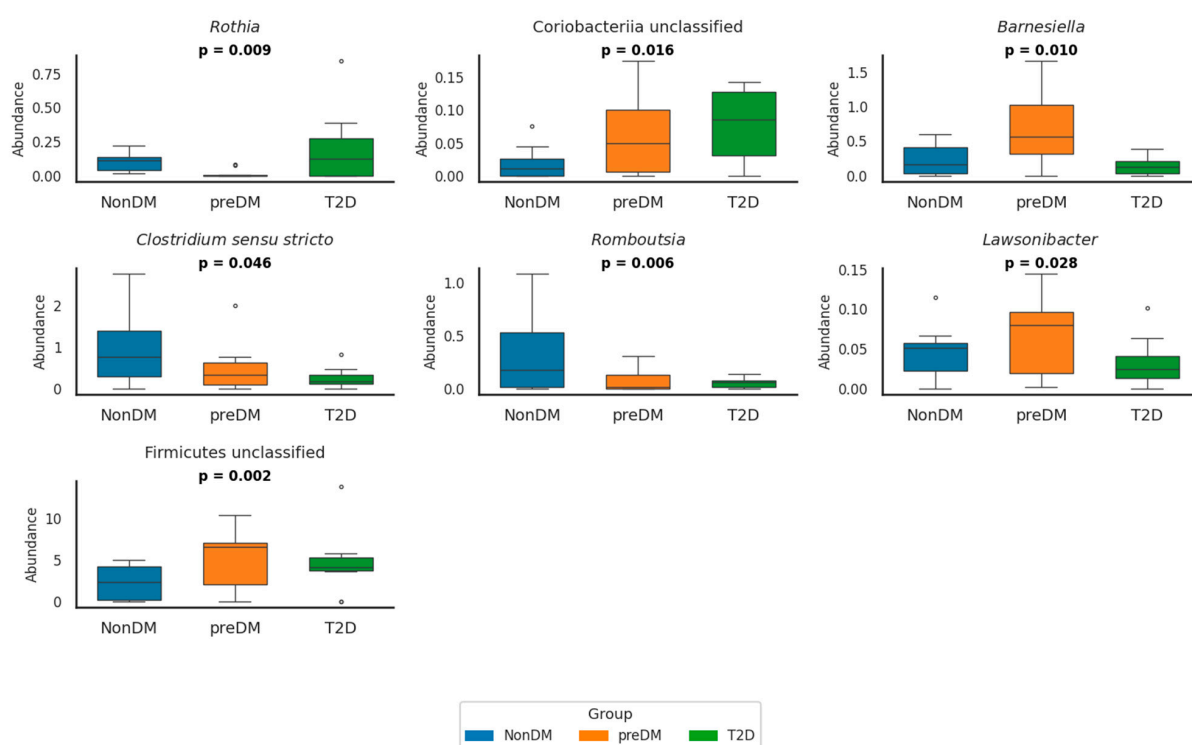 Rothia
p = 0.009
Abundance
0.75
0.50
0.25
0.00
NonDM preDM T2D
Coriobacteriia unclassified
p = 0.016
Abundance
0.15
0.10
0.05
0.00
NonDM preDM T2D
Barnesiella
p = 0.010
Abundance
1.5
1.0
0.5
0.0
NonDM preDM T2D
Clostridium sensu stricto
p = 0.046
Abundance
2
1
0
NonDM preDM T2D
Romboutsia
p = 0.006
Abundance
1.0
0.5
0.0
NonDM preDM T2D
Lawsonibacter
p = 0.028
Abundance
0.15
0.10
0.05
0.00
NonDM preDM T2D
Firmicutes unclassified
p = 0.002
Abundance
10
5
0
NonDM preDM T2D
Group
NonDM preDM T2D